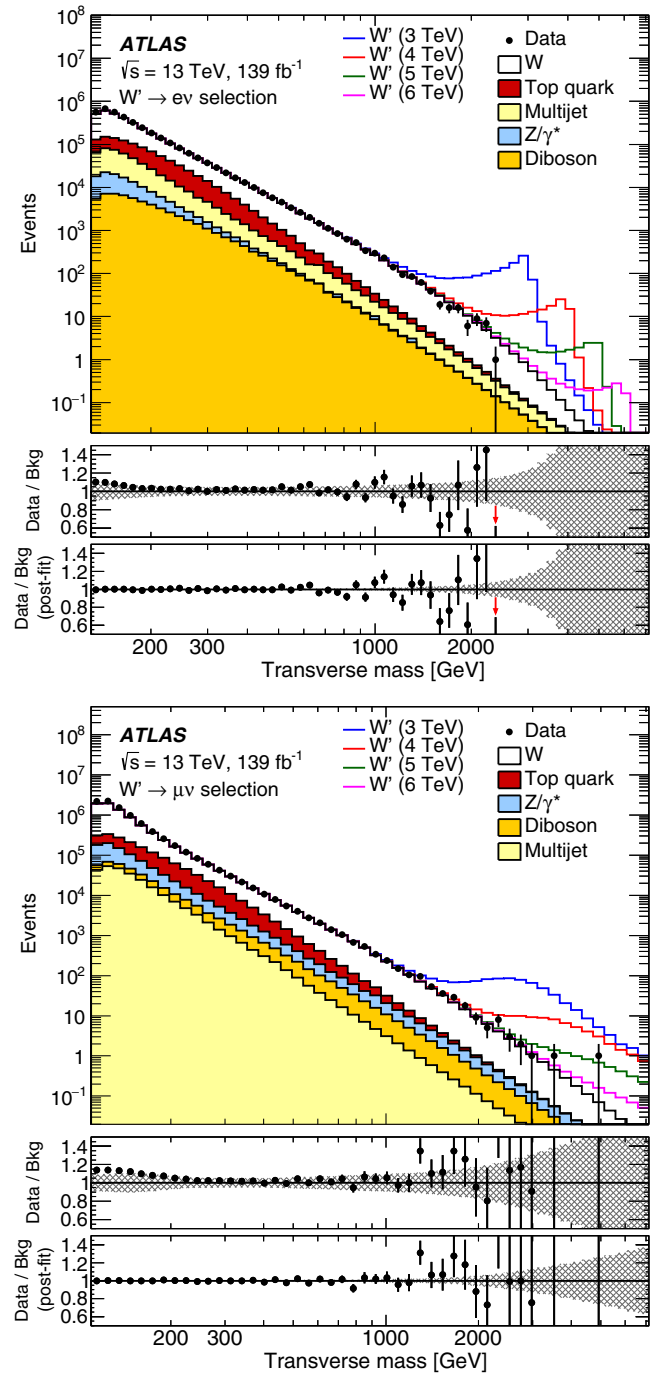 10⁸
10⁷
10⁶
10⁵
10⁴
10³
10²
10
1
10⁻¹
Events
ATLAS
√s = 13 TeV, 139 fb⁻¹
W' → eν selection
W' (3 TeV)
W' (4 TeV)
W' (5 TeV)
W' (6 TeV)
Data
W
Top quark
Multijet
Z/γ*
Diboson
Data / Bkg
1.4
1.2
1
0.8
0.6
Data / Bkg
(post-fit)
1.4
1.2
1
0.8
0.6
200 300 1000 2000
Transverse mass [GeV]
10⁸
10⁷
10⁶
10⁵
10⁴
10³
10²
10
1
10⁻¹
Events
ATLAS
√s = 13 TeV, 139 fb⁻¹
W' → μν selection
W' (3 TeV)
W' (4 TeV)
W' (5 TeV)
W' (6 TeV)
Data
W
Top quark
Z/γ*
Diboson
Multijet
Data / Bkg
1.4
1.2
1
0.8
0.6
Data / Bkg
(post-fit)
1.4
1.2
1
0.8
0.6
200 300 1000 2000
Transverse mass [GeV]